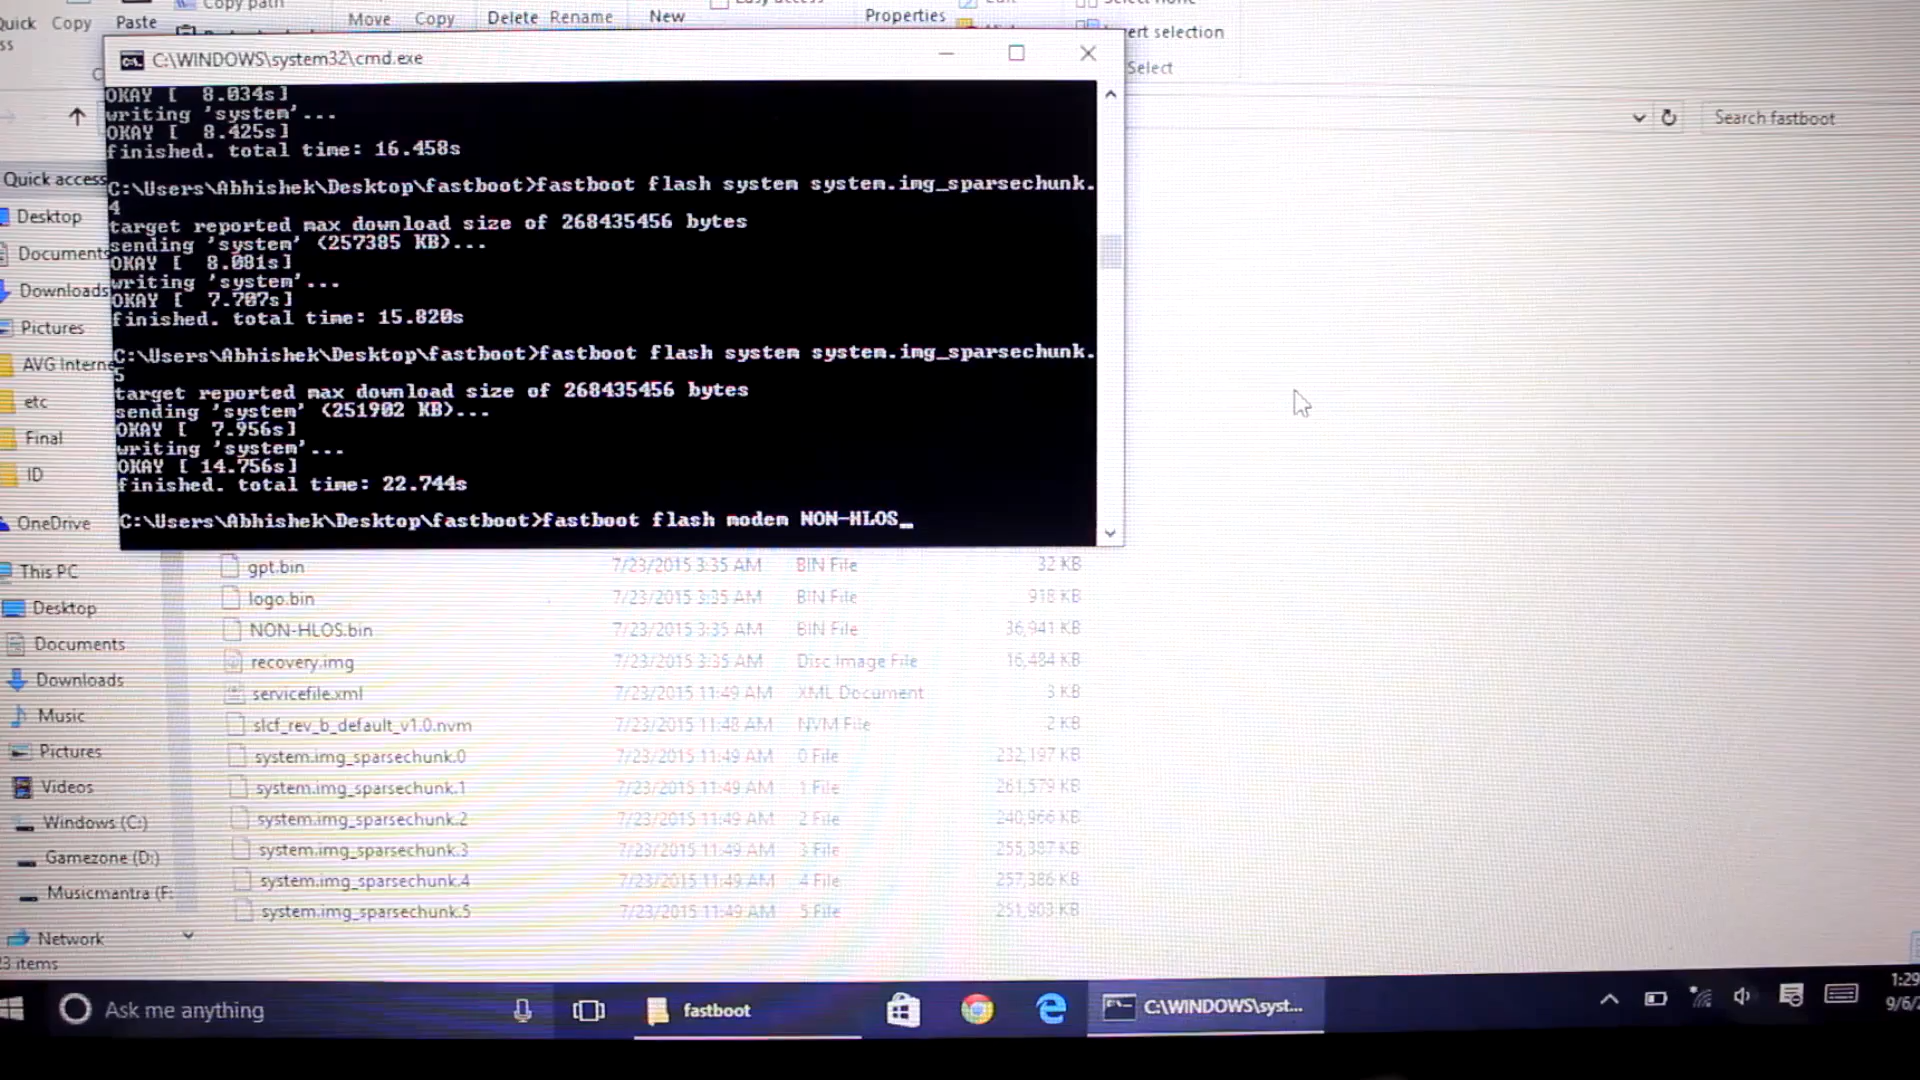 Copy path
Quick
Copy
Paste
Move
Copy
Delete
Rename
New
Properties
Select
C:\WINDOWS\system32\cmd.exe
OKAY [  8.034s]
writing 'system'...
OKAY [  8.425s]
finished. total time: 16.458s
C:\Users\Abhishek\Desktop\fastboot>fastboot flash system system.img_sparsechunk.
4
target reported max download size of 268435456 bytes
sending 'system' (257385 KB)...
OKAY [  8.081s]
writing 'system'...
OKAY [  7.707s]
finished. total time: 15.820s
C:\Users\Abhishek\Desktop\fastboot>fastboot flash system system.img_sparsechunk.
5
target reported max download size of 268435456 bytes
sending 'system' (251902 KB)...
OKAY [  7.956s]
writing 'system'...
OKAY [ 14.756s]
finished. total time: 22.744s
C:\Users\Abhishek\Desktop\fastboot>fastboot flash modem NON-HLOS_
Search fastboot
Quick access
Desktop
Documents
Downloads
Pictures
AVG Interne
etc
Final
ID
OneDrive
This PC
Desktop
Documents
Downloads
Music
Pictures
Videos
Windows (C:)
Gamezone (D:)
Musicmantra (F:
Network
gpt.bin 7/23/2015 3:35 AM BIN File 32 KB
logo.bin 7/23/2015 3:35 AM BIN File 918 KB
NON-HLOS.bin 7/23/2015 3:35 AM BIN File 36,941 KB
recovery.img 7/23/2015 3:35 AM Disc Image File 16,484 KB
servicefile.xml 7/23/2015 11:49 AM XML Document 3 KB
slcf_rev_b_default_v1.0.nvm 7/23/2015 11:48 AM NVM File 2 KB
system.img_sparsechunk.0 7/23/2015 11:49 AM 0 File 232,197 KB
system.img_sparsechunk.1 7/23/2015 11:49 AM 1 File 261,579 KB
system.img_sparsechunk.2 7/23/2015 11:49 AM 2 File 240,966 KB
system.img_sparsechunk.3 7/23/2015 11:49 AM 3 File 255,387 KB
system.img_sparsechunk.4 7/23/2015 11:49 AM 4 File 257,386 KB
system.img_sparsechunk.5 7/23/2015 11:49 AM 5 File 251,903 KB
3 items
Ask me anything
fastboot
C:\WINDOWS\syst...
1:29
9/6/2